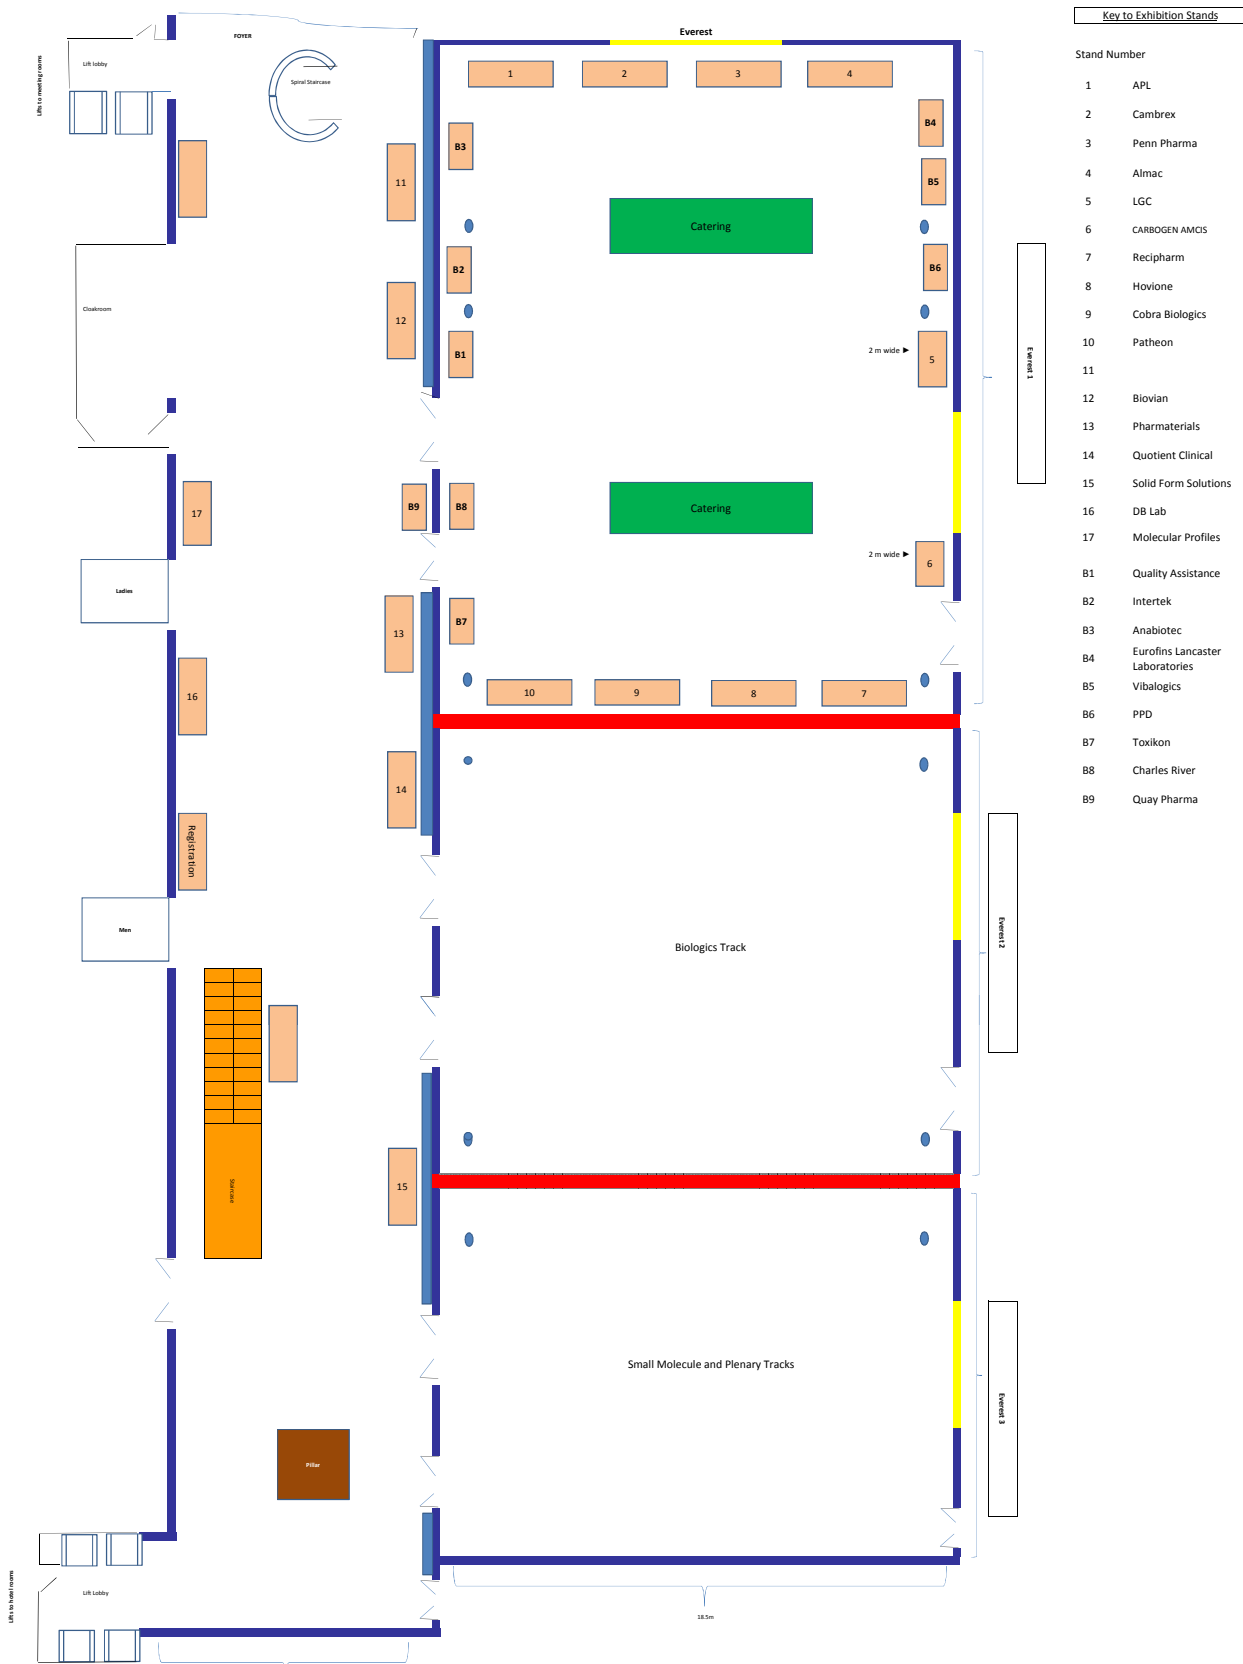 Key to Exhibition Stands
FOYER
Everest
Lift lobby
Lifts to meeting rooms
Spiral Staircase
Stand Number
1
2
3
4
B3
B4
B5
11
Catering
B2
B6
12
Cloakroom
B1
2 m wide ►
5
Everest 1
17
B9
B8
Catering
2 m wide ►
6
Ladies
13
B7
16
10
9
8
7
14
Registration
Men
Biologics Track
Everest 2
Staircase
15
Small Molecule and Plenary Tracks
Everest 3
Pillar
Lift Lobby
Lifts to hotel rooms
18.5m
1 APL
2 Cambrex
3 Penn Pharma
4 Almac
5 LGC
6 CARBOGEN AMCIS
7 Recipharm
8 Hovione
9 Cobra Biologics
10 Patheon
11
12 Biovian
13 Pharmaterials
14 Quotient Clinical
15 Solid Form Solutions
16 DB Lab
17 Molecular Profiles
B1 Quality Assistance
B2 Intertek
B3 Anabiotec
B4 Eurofins Lancaster
Laboratories
B5 Vibalogics
B6 PPD
B7 Toxikon
B8 Charles River
B9 Quay Pharma